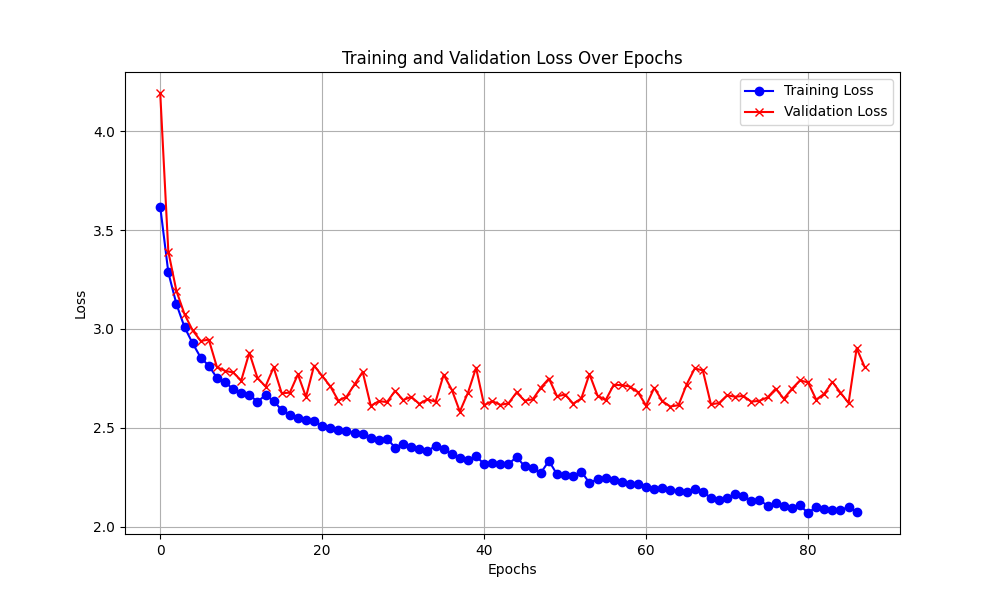 Training and Validation Loss Over Epochs
Training Loss
Validation Loss
4.0
3.5
3.0
2.5
2.0
Loss
0 20 40 60 80
Epochs